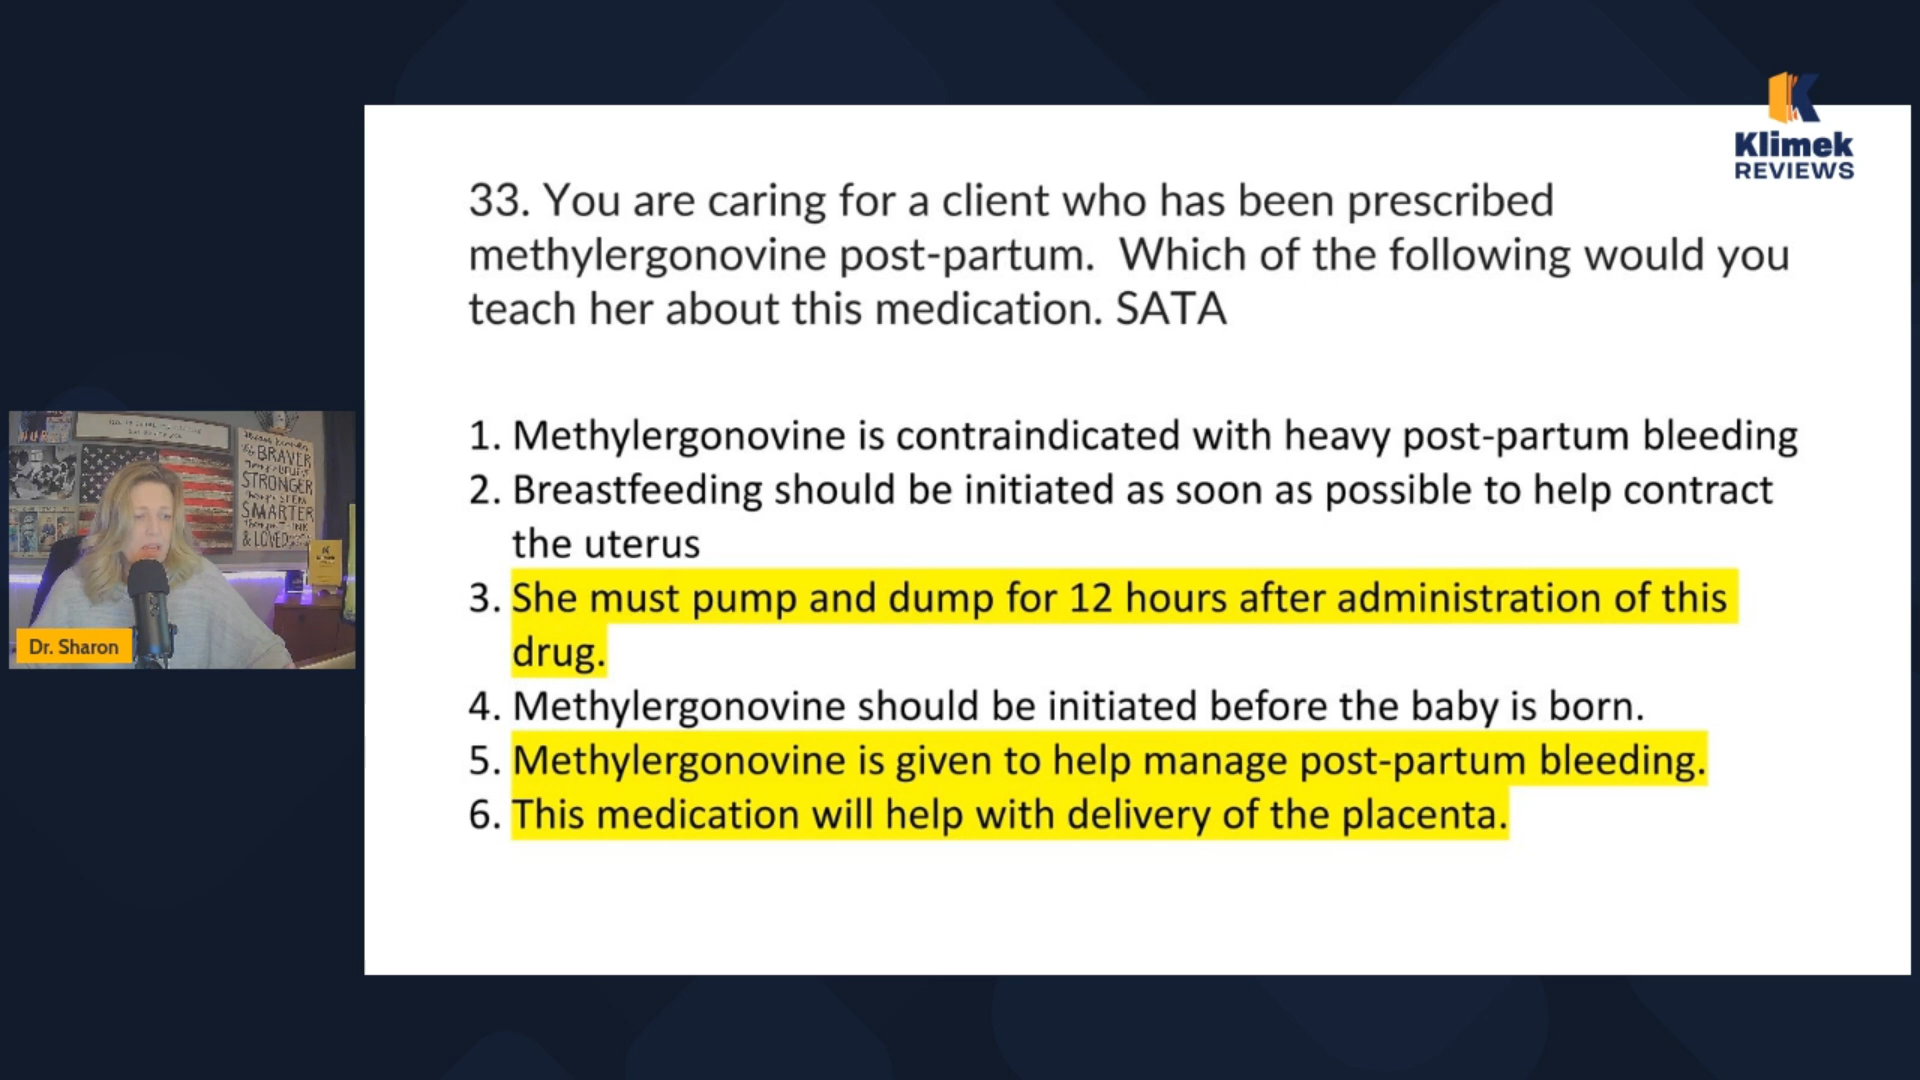 Klimek
REVIEWS
33. You are caring for a client who has been prescribed
methylergonovine post-partum.  Which of the following would you
teach her about this medication. SATA
1. Methylergonovine is contraindicated with heavy post-partum bleeding
2. Breastfeeding should be initiated as soon as possible to help contract
the uterus
3. She must pump and dump for 12 hours after administration of this
drug.
4. Methylergonovine should be initiated before the baby is born.
5. Methylergonovine is given to help manage post-partum bleeding.
6. This medication will help with delivery of the placenta.
BRAVER
STRONGER
SMARTER
& LOVED
Dr. Sharon